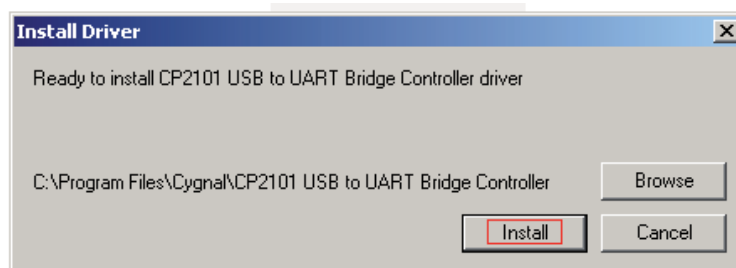 Install Driver
Ready to install CP2101 USB to UART Bridge Controller driver
C:\Program Files\Cygnal\CP2101 USB to UART Bridge Controller
Browse
Install
Cancel